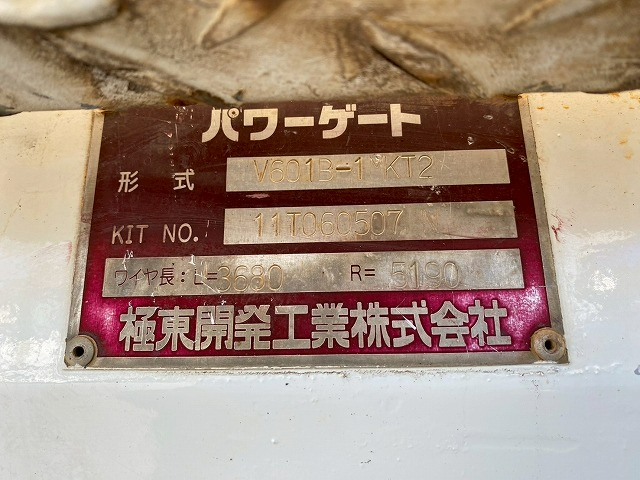 パワーゲート
形式 V601B-1 KT2
KIT NO. 11T060507
ワイヤ長:L=3680 R=5190
極東開発工業株式会社